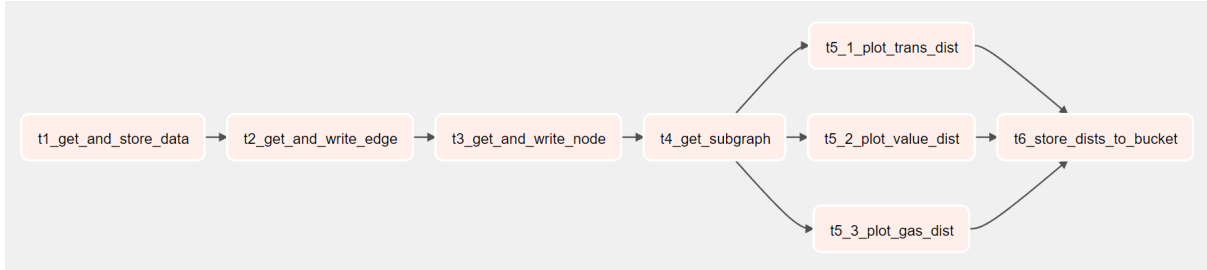 t5_1_plot_trans_dist
t1_get_and_store_data
t2_get_and_write_edge
t3_get_and_write_node
t4_get_subgraph
t5_2_plot_value_dist
t6_store_dists_to_bucket
t5_3_plot_gas_dist